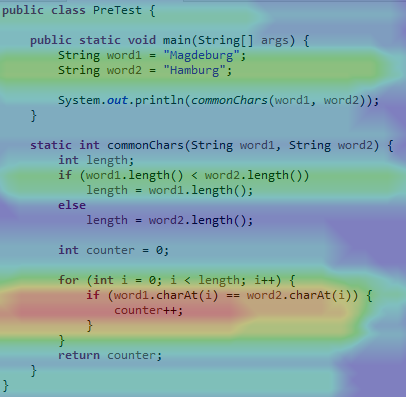 public class PreTest {
public static void main(String[] args) {
String word1 = "Magdeburg";
String word2 = "Hamburg";
System.out.println(commonChars(word1, word2));
}
static int commonChars(String word1, String word2) {
int length;
if (word1.length() < word2.length())
length = word1.length();
else
length = word2.length();
int counter = 0;
for (int i = 0; i < length; i++) {
if (word1.charAt(i) == word2.charAt(i)) {
counter++;
}
}
return counter;
}
}